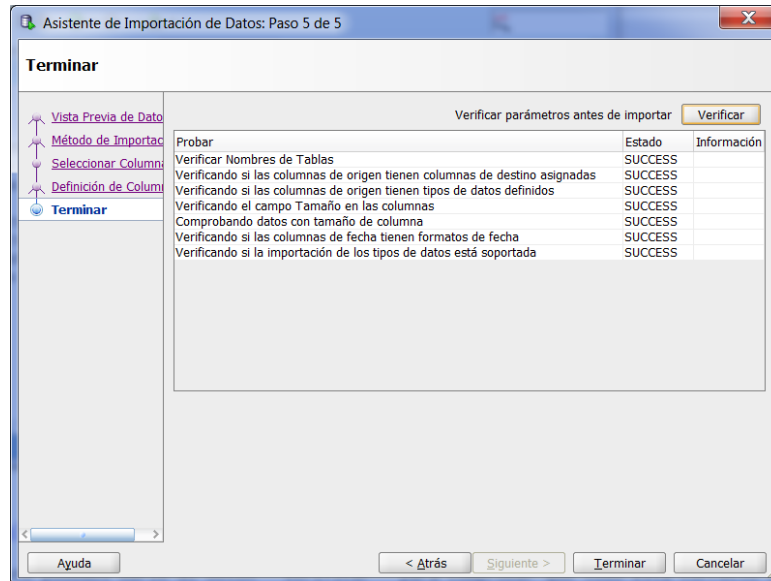 Asistente de Importación de Datos: Paso 5 de 5
Terminar
Vista Previa de Dato
Método de Importac
Seleccionar Column
Definición de Colum
Terminar
Verificar parámetros antes de importar Verificar
Probar Estado Información
Verificar Nombres de Tablas SUCCESS
Verificando si las columnas de origen tienen columnas de destino asignadas SUCCESS
Verificando si las columnas de origen tienen tipos de datos definidos SUCCESS
Verificando el campo Tamaño en las columnas SUCCESS
Comprobando datos con tamaño de columna SUCCESS
Verificando si las columnas de fecha tienen formatos de fecha SUCCESS
Verificando si la importación de los tipos de datos está soportada SUCCESS
Ayuda < Atrás Siguiente > Terminar Cancelar